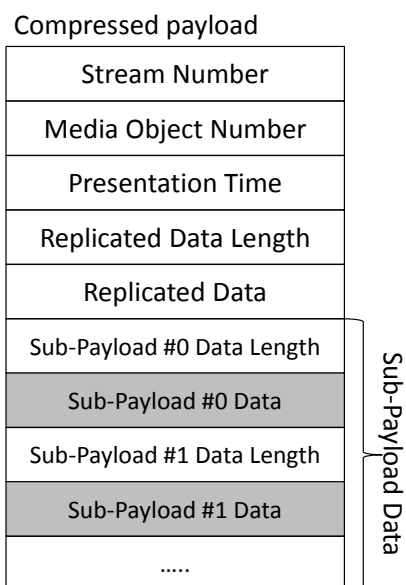 Compressed payload
Stream Number
Media Object Number
Presentation Time
Replicated Data Length
Replicated Data
Sub-Payload #0 Data Length
Sub-Payload #0 Data
Sub-Payload #1 Data Length
Sub-Payload #1 Data
.....
Sub-Payload Data